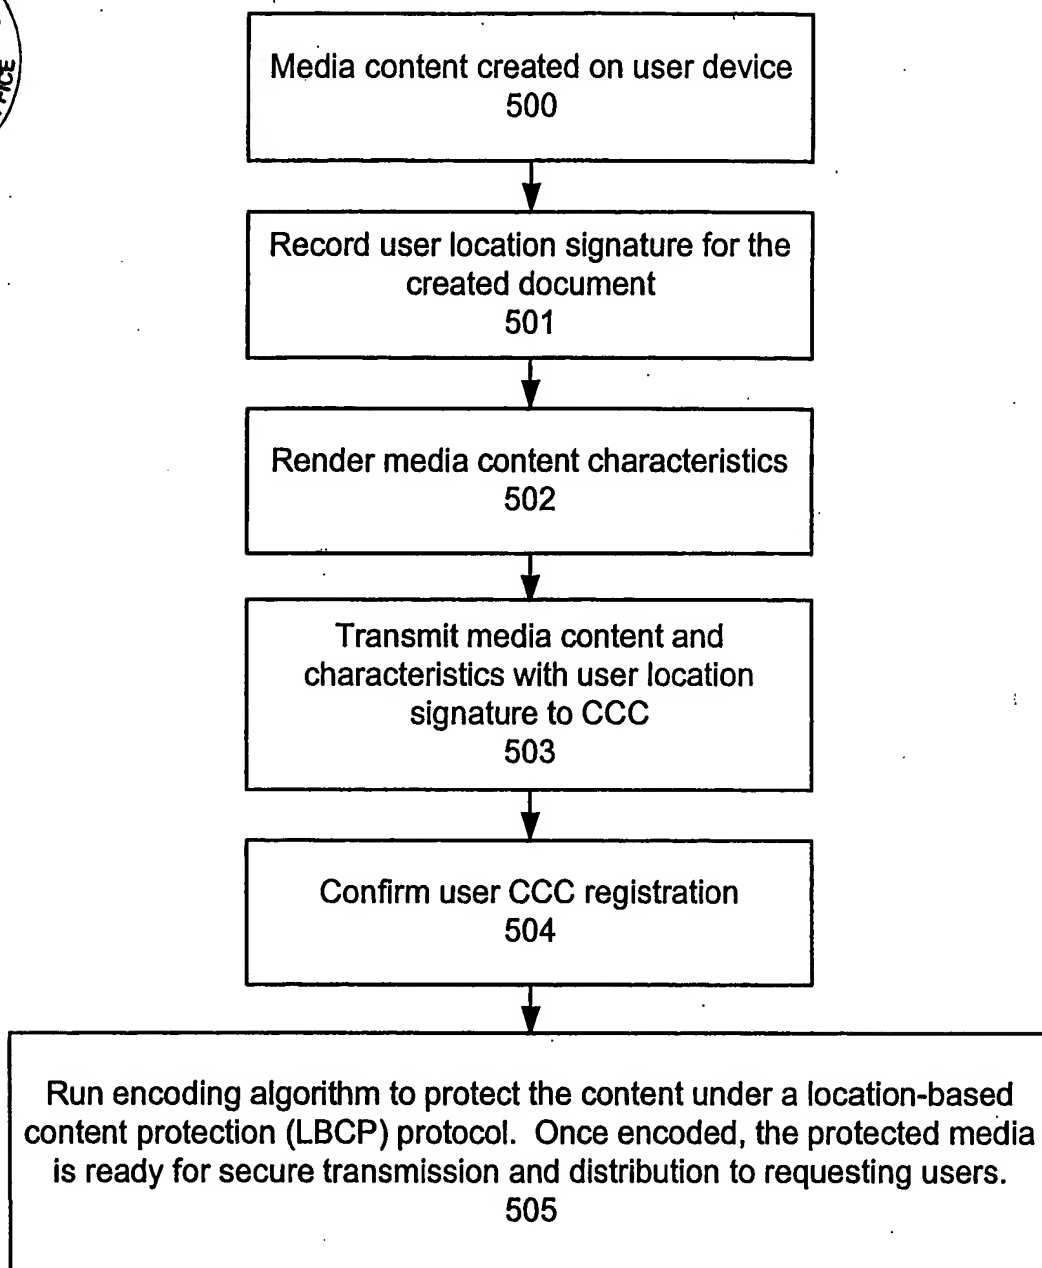 Media content created on user device
500
Record user location signature for the
created document
501
Render media content characteristics
502
Transmit media content and
characteristics with user location
signature to CCC
503
Confirm user CCC registration
504
Run encoding algorithm to protect the content under a location-based
content protection (LBCP) protocol. Once encoded, the protected media
is ready for secure transmission and distribution to requesting users.
505